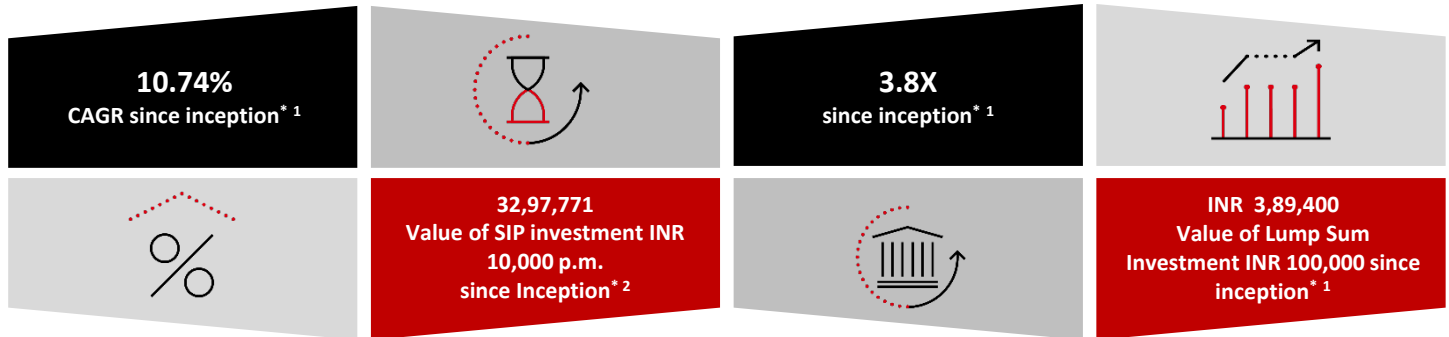 10.74%
CAGR since inception* 1
3.8X
since inception* 1
32,97,771
Value of SIP investment INR
10,000 p.m.
since Inception* 2
INR 3,89,400
Value of Lump Sum
Investment INR 100,000 since
inception* 1